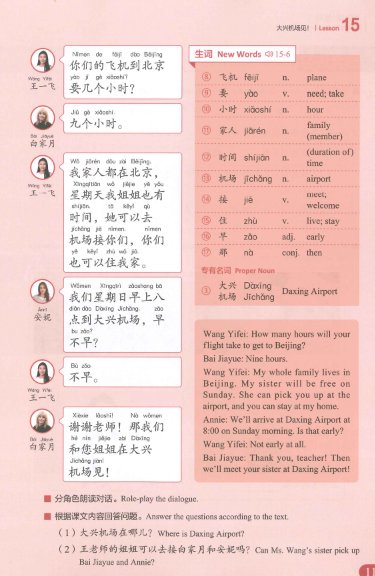 大兴机场见! | Lesson 15
Nǐmen de fēijī dào Běijīng
你们的飞机到北京
yào jǐ gè xiǎoshí?
要几个小时?
Wáng Yīfēi
王一飞
Jiǔ gè xiǎoshí.
九个小时。
Bái Jiāyuè
白家月
Wǒ jiārén dōu zài Běijīng,
我家人都在北京,
Xīngqītiān wǒ jiějie yě yǒu
星期天我姐姐也有
shíjiān, tā kěyǐ qù
时间,她可以去
jīchǎng jiē nǐmen, nǐmen
机场接你们,你们
yě kěyǐ zhù wǒ jiā.
也可以住我家。
Wáng Yīfēi
王一飞
Wǒmen Xīngqīrì zǎoshang bā
我们星期日早上八
diǎn dào Dàxīng Jīchǎng, zǎo
点到大兴机场,早
bu zǎo?
不早?
Ānnī
安妮
Bù zǎo.
不早。
Wáng Yīfēi
王一飞
Xièxie lǎoshī! Nà wǒmen
谢谢老师!那我们
hé nín jiějie zài Dàxīng
和您姐姐在大兴
Jīchǎng jiàn!
机场见!
Bái Jiāyuè
白家月
生词 New Words 15-6
⑧ 飞机 fēijī n. plane
⑨ 要 yào v. need; take
⑩ 小时 xiǎoshí n. hour
⑪ 家人 jiārén n. family
(member)
⑫ 时间 shíjiān n. (duration of)
time
⑬ 机场 jīchǎng n. airport
⑭ 接 jiē v. meet;
welcome
⑮ 住 zhù v. live; stay
⑯ 早 zǎo adj. early
⑰ 那 nà conj. then
专有名词 Proper Noun
③ 大兴 Dàxīng
机场 Jīchǎng Daxing Airport
Wang Yifei: How many hours will your
flight take to get to Beijing?
Bai Jiayue: Nine hours.
Wang Yifei: My whole family lives in
Beijing. My sister will be free on
Sunday. She can pick you up at the
airport, and you can stay at my home.
Annie: We'll arrive at Daxing Airport at
8:00 on Sunday morning. Is that early?
Wang Yifei: Not early at all.
Bai Jiayue: Thank you, teacher! Then
we'll meet your sister at Daxing Airport!
■ 分角色朗读对话。Role-play the dialogue.
■ 根据课文内容回答问题。Answer the questions according to the text.
(1) 大兴机场在哪儿? Where is Daxing Airport?
(2) 王老师的姐姐可以去接白家月和安妮吗? Can Ms. Wang's sister pick up
Bai Jiayue and Annie?